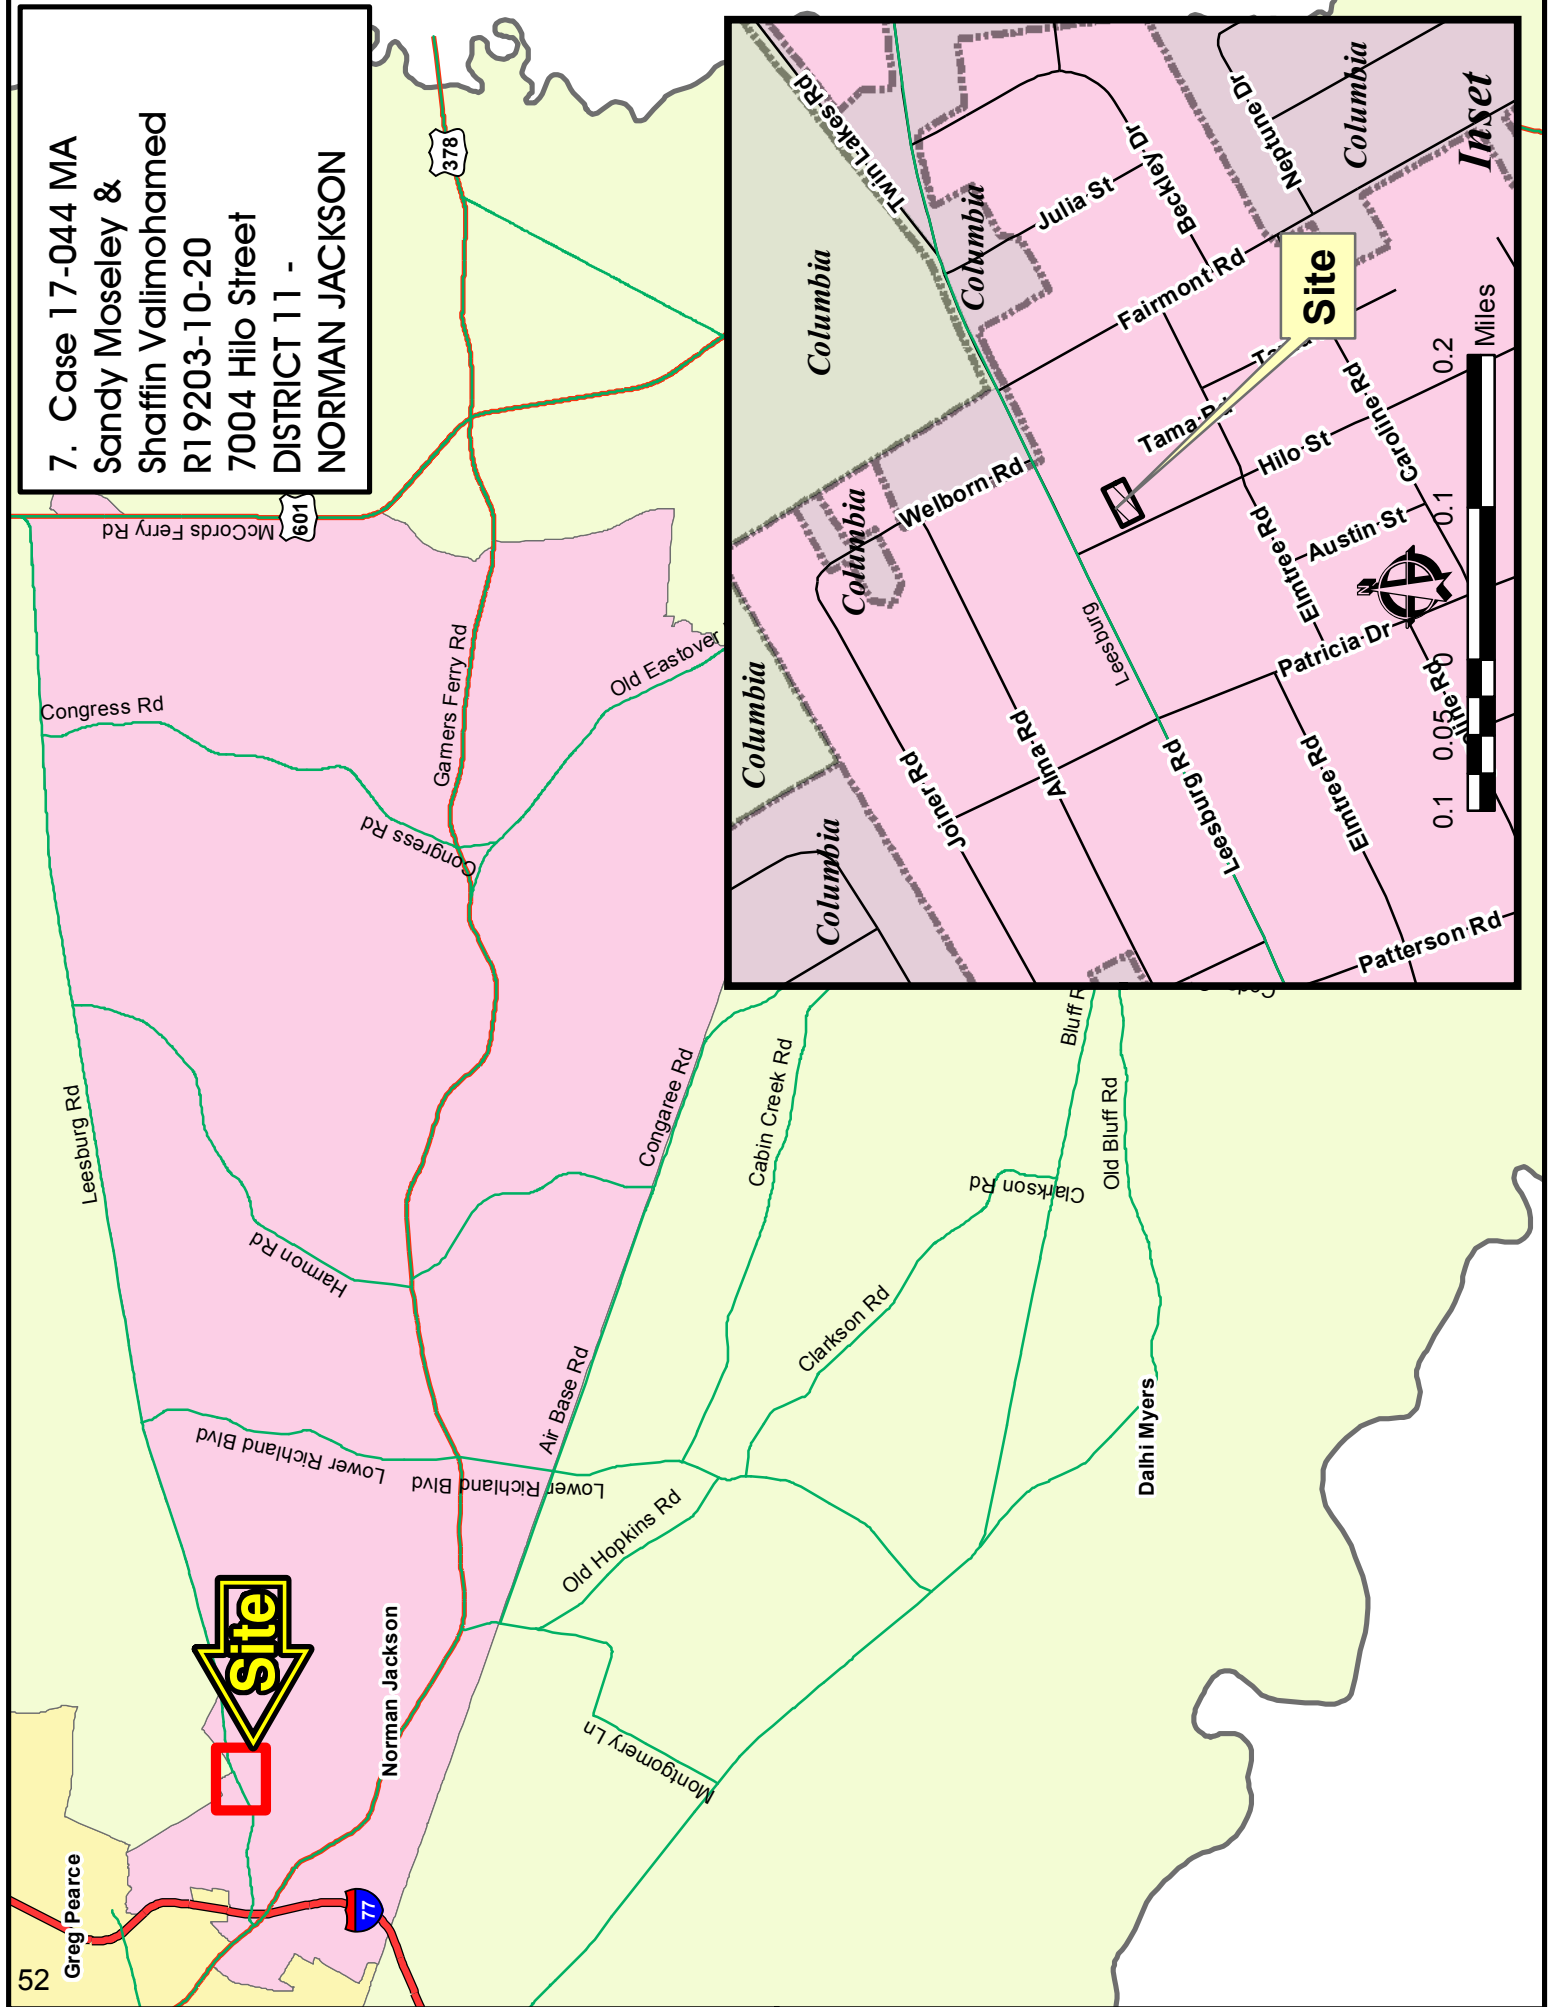 7. Case 17-044 MA
Sandy Moseley &
Shaffin Valimohamed
R19203-10-20
7004 Hilo Street
DISTRICT 11 -
NORMAN JACKSON
52
Greg Pearce
77
Site
Norman Jackson
Leesburg Rd
Harmon Rd
Lower Richland Blvd
Lower Richland Blvd
Air Base Rd
Congaree Rd
Congress Rd
Congress Rd
Garners Ferry Rd
Old Eastover
McCords Ferry Rd
601
378
Old Hopkins Rd
Montgomery Ln
Cabin Creek Rd
Clarkson Rd
Clarkson Rd
Bluff R
Old Bluff Rd
Dalhi Myers
Inset
Columbia
Columbia
Columbia
Columbia
Columbia
Columbia
Twin Lakes Rd
Julia St
Beckley Dr
Neptune Dr
Fairmont Rd
Welborn Rd
Tama Rd
Ta
Hilo St
Caroline Rd
Elmtree Rd
Austin St
Patricia Dr
oline Rd
Leesburg
Joiner Rd
Alma Rd
Leesburg Rd
Elmtree Rd
Patterson Rd
Site
N
0.1 0.05 0 0.1 0.2
Miles